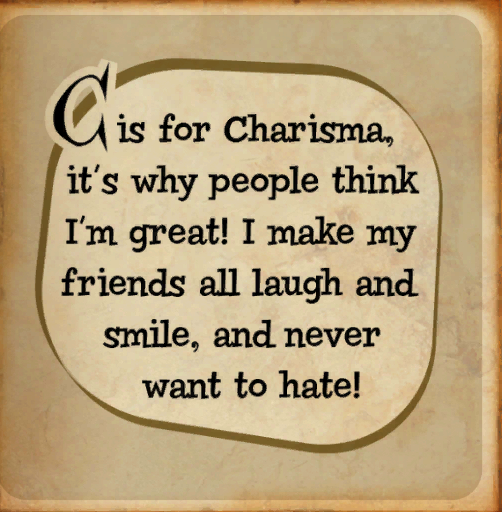 C is for Charisma,
it's why people think
I'm great! I make my
friends all laugh and
smile, and never
want to hate!